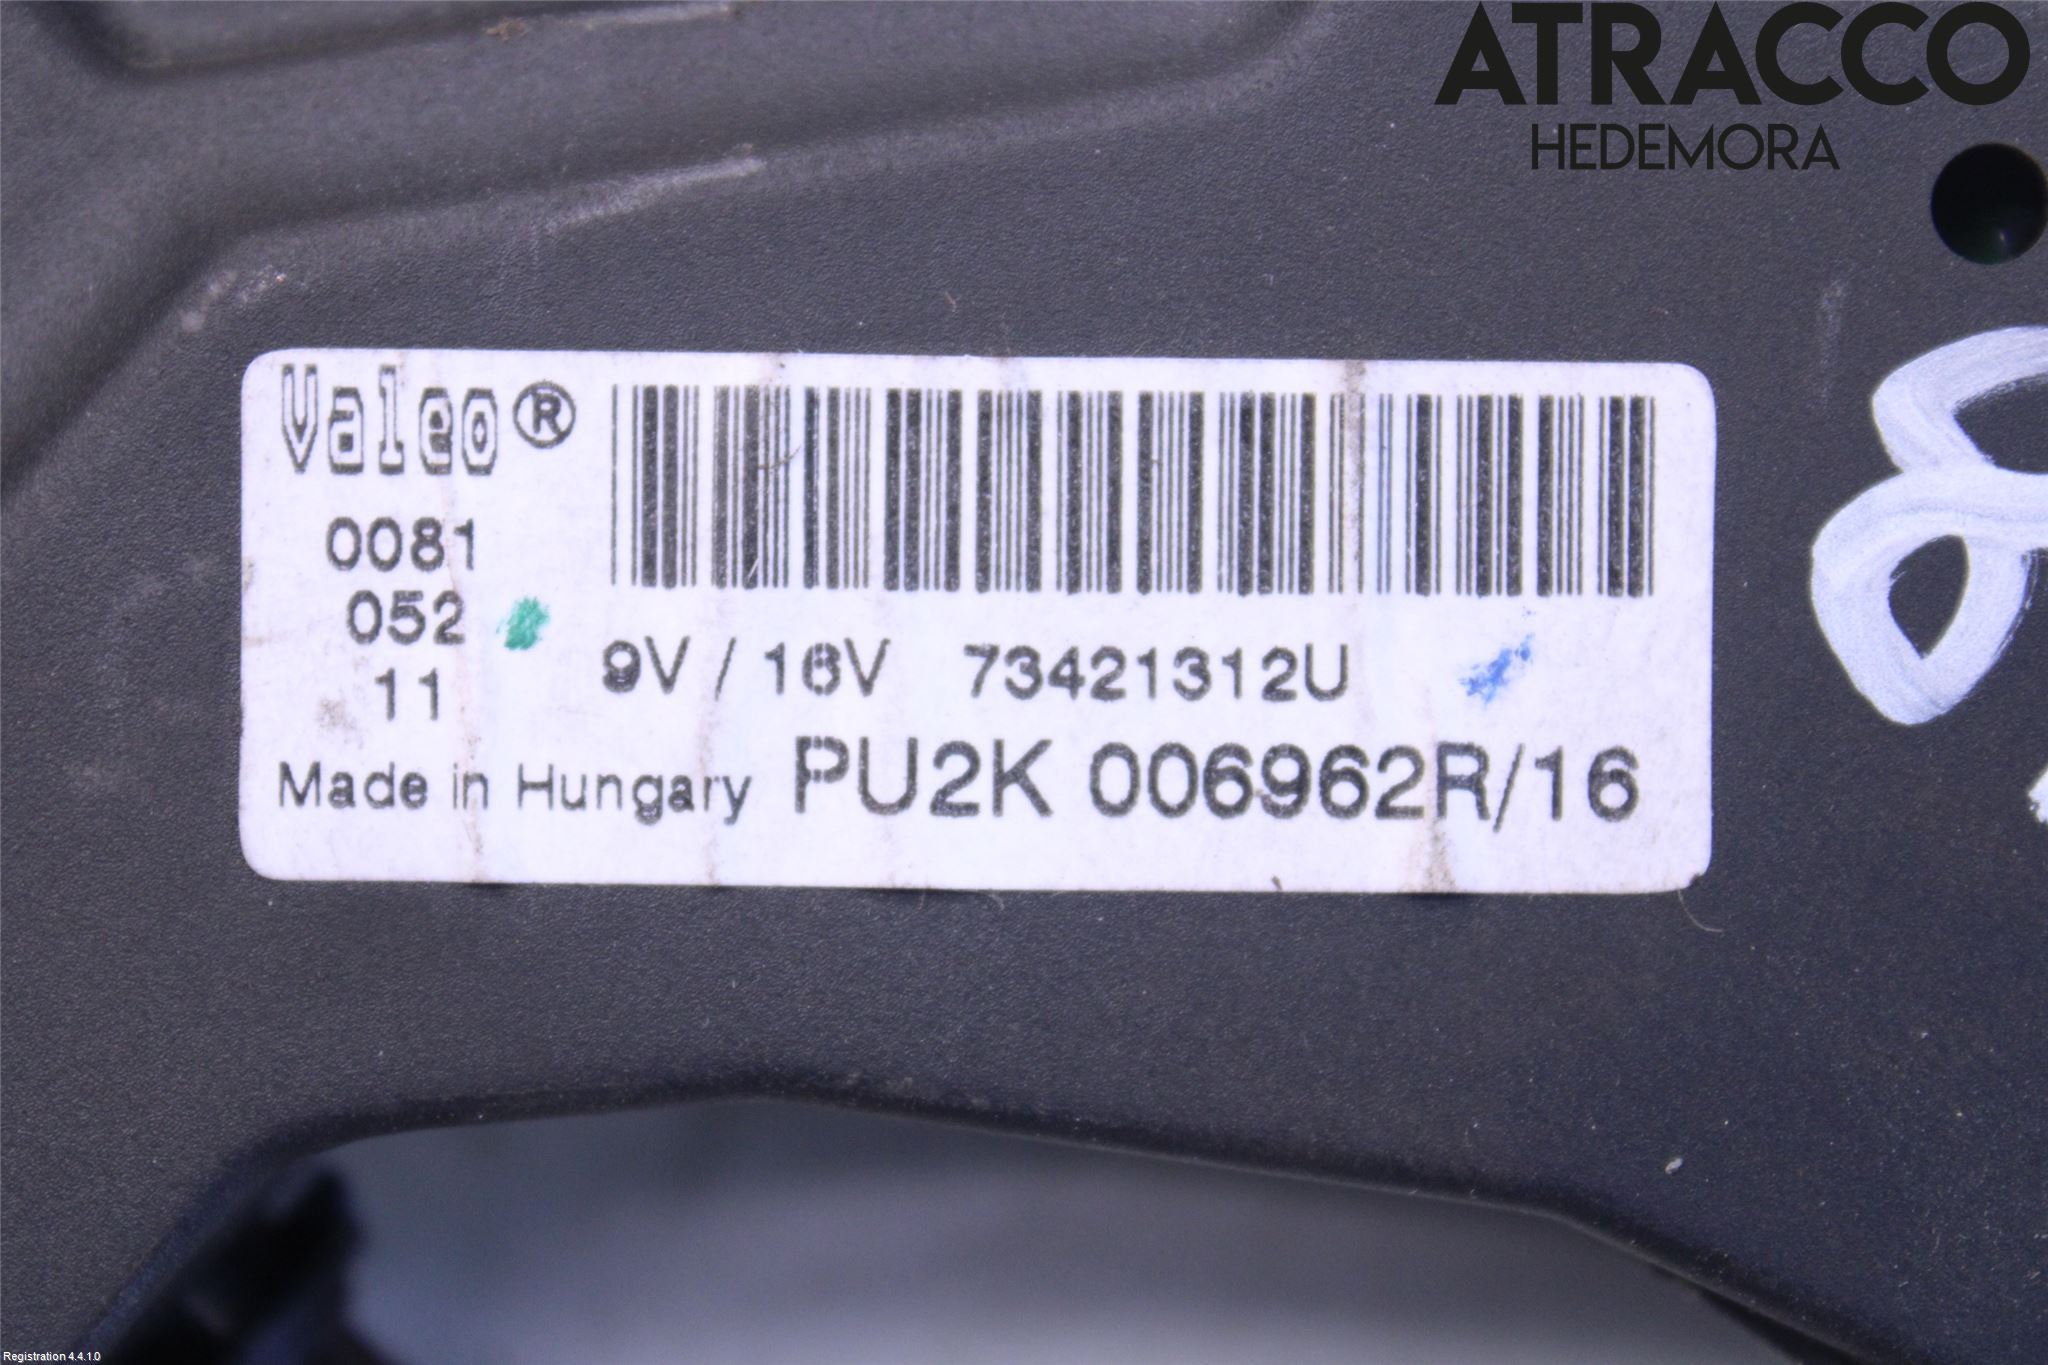 ATRACCO
HEDEMORA
Valeo®
0081
052
11
9V / 16V 73421312U
Made in Hungary PU2K 006962R/16
Registration 4.4.1.0